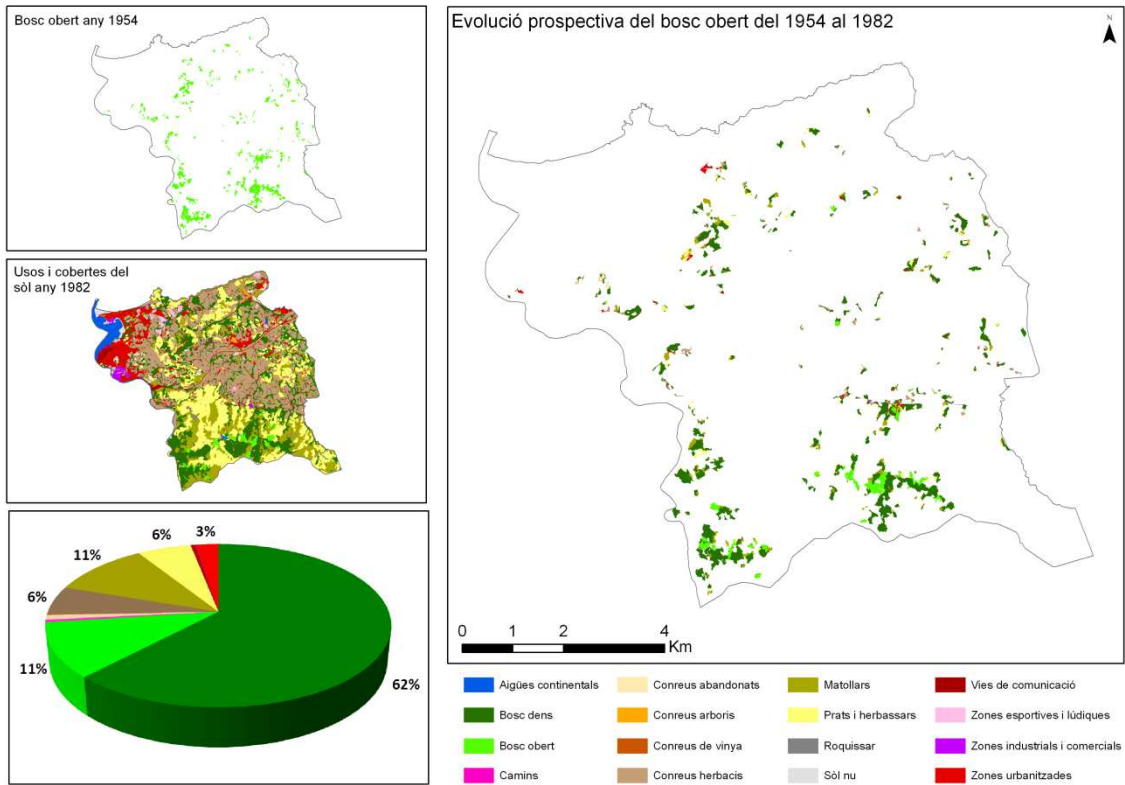 Bosc obert any 1954
Usos i cobertes del
sòl any 1982
3%
6%
11%
6%
11%
62%
Evolució prospectiva del bosc obert del 1954 al 1982
N
0 1 2 4
Km
Aigües continentals
Bosc dens
Bosc obert
Camins
Conreus abandonats
Conreus arboris
Conreus de vinya
Conreus herbacis
Matollars
Prats i herbassars
Roquissar
Sòl nu
Vies de comunicació
Zones esportives i lúdiques
Zones industrials i comercials
Zones urbanitzades